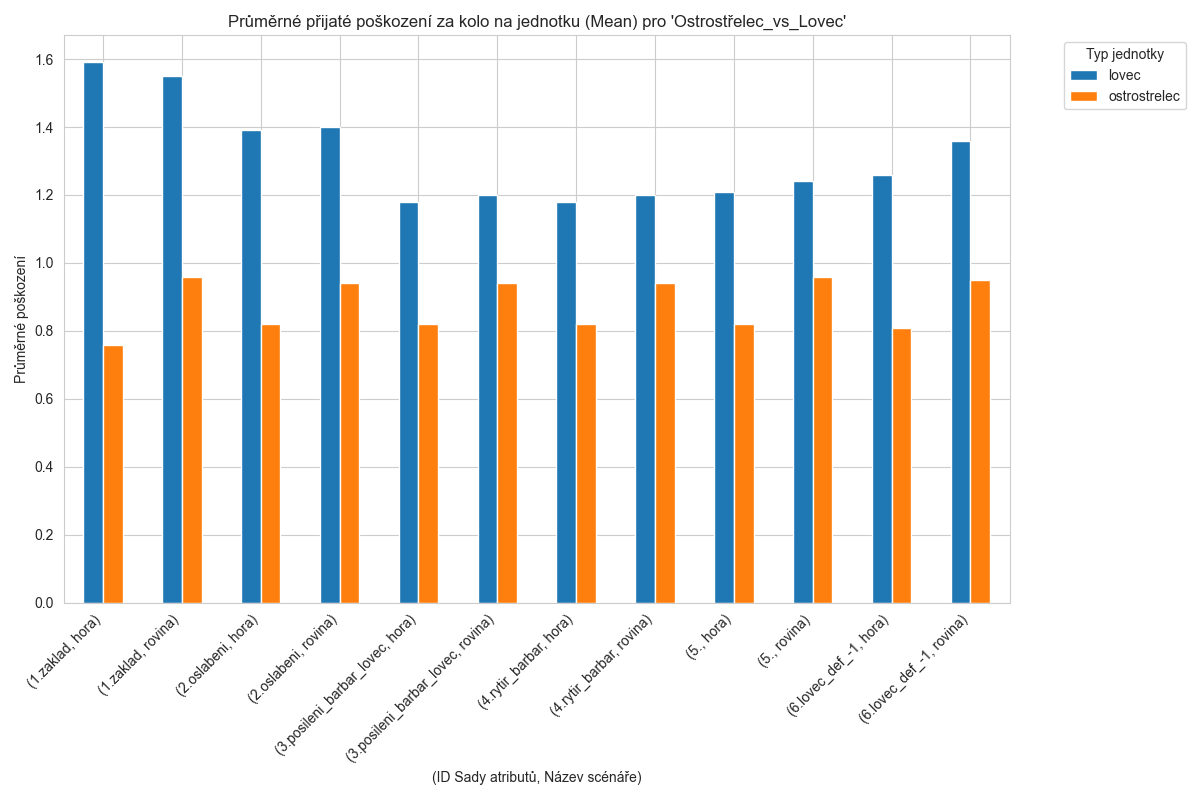 Průměrné přijaté poškození za kolo na jednotku (Mean) pro 'Ostrostřelec_vs_Lovec'
Typ jednotky
lovec
ostrostrelec
Průměrné poškození
1.6
1.4
1.2
1.0
0.8
0.6
0.4
0.2
0.0
(1.zaklad, hora)
(1.zaklad, rovina)
(2.oslabeni, hora)
(2.oslabeni, rovina)
(3.posileni_barbar_lovec, hora)
(3.posileni_barbar_lovec, rovina)
(4.rytir_barbar, hora)
(4.rytir_barbar, rovina)
(5., hora)
(5., rovina)
(6.lovec_def_-1, hora)
(6.lovec_def_-1, rovina)
(ID Sady atributů, Název scénáře)